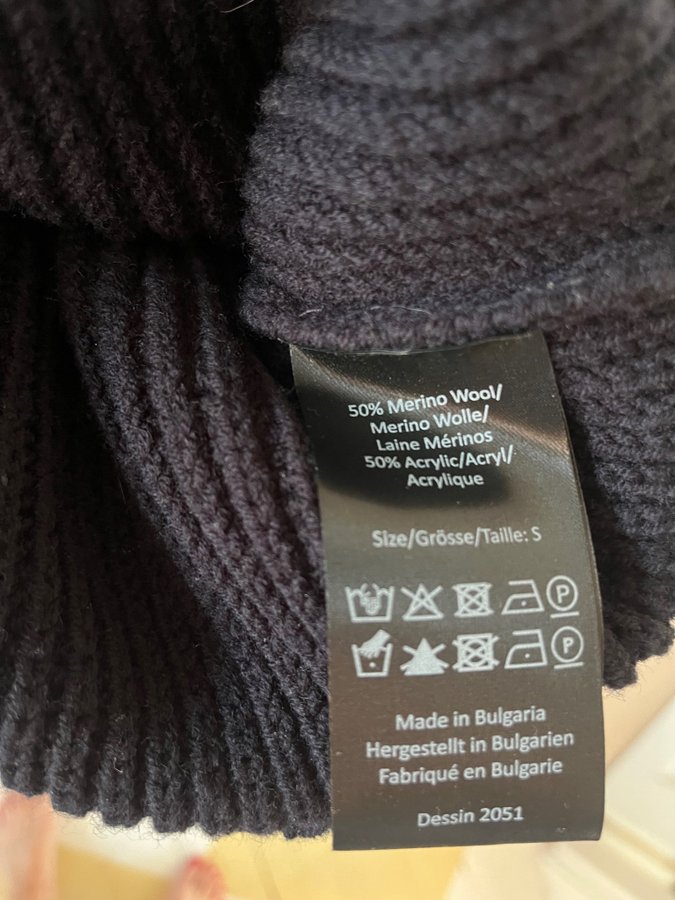 50% Merino Wool/
Merino Wolle/
Laine Mérinos
50% Acrylic/Acryl/
Acrylique
Size/Grösse/Taille: S
P
P
Made in Bulgaria
Hergestellt in Bulgarien
Fabriqué en Bulgarie
Dessin 2051